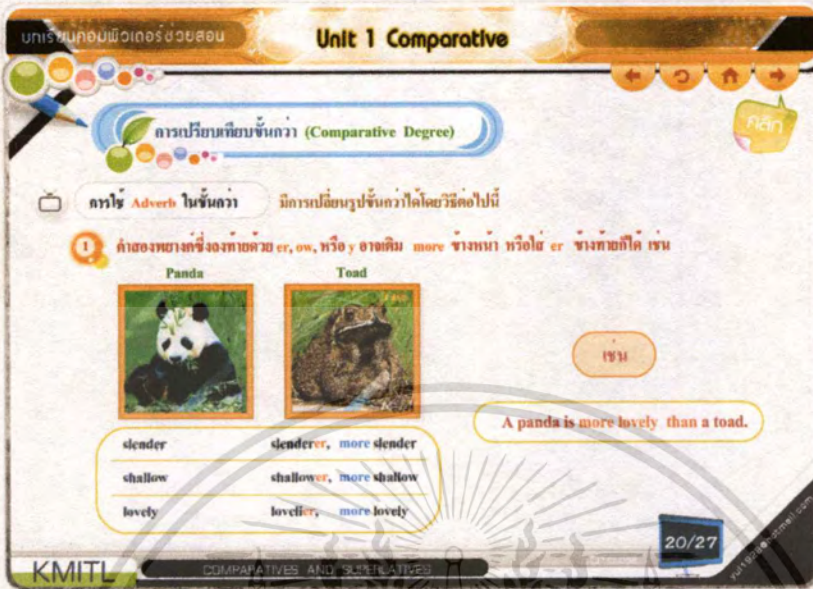 บทเรียนคอมพิวเตอร์ช่วยสอน
Unit 1 Comparative
คลิก
การเปรียบเทียบขั้นกว่า (Comparative Degree)
การใช้ Adverb ในขั้นกว่า มีการเปลี่ยนรูปขั้นกว่าได้โดยวิธีต่อไปนี้
1 คำสองพยางค์ซึ่งลงท้ายด้วย er, ow, หรือ y อาจเติม more ข้างหน้า หรือใส่ er ข้างท้ายก็ได้ เช่น
Panda Toad
เช่น
A panda is more lovely than a toad.
slender slenderer, more slender
shallow shallower, more shallow
lovely lovelier, more lovely
20/27
KMITL COMPARATIVES AND SUPERLATIVES